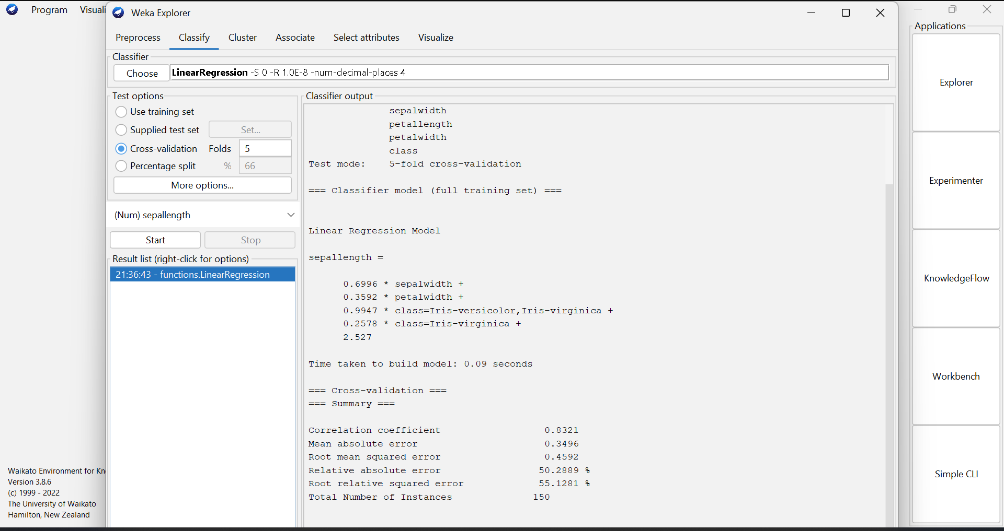 Program Visuali
Weka Explorer
Preprocess Classify Cluster Associate Select attributes Visualize
Classifier
Choose LinearRegression -S 0 -R 1.0E-8 -num-decimal-places 4
Test options
Use training set
Supplied test set Set...
Cross-validation Folds 5
Percentage split % 66
More options...
(Num) sepallength
Start Stop
Result list (right-click for options)
21:36:43 - functions.LinearRegression
Classifier output
sepalwidth
petallength
petalwidth
class
Test mode: 5-fold cross-validation
=== Classifier model (full training set) ===
Linear Regression Model
sepallength =
0.6996 * sepalwidth +
0.3592 * petalwidth +
0.9947 * class=Iris-versicolor,Iris-virginica +
0.2578 * class=Iris-virginica +
2.527
Time taken to build model: 0.09 seconds
=== Cross-validation ===
=== Summary ===
Correlation coefficient 0.8321
Mean absolute error 0.3496
Root mean squared error 0.4592
Relative absolute error 50.2889 %
Root relative squared error 55.1281 %
Total Number of Instances 150
Applications
Explorer
Experimenter
KnowledgeFlow
Workbench
Simple CLI
Waikato Environment for Kn
Version 3.8.6
(c) 1999 - 2022
The University of Waikato
Hamilton, New Zealand